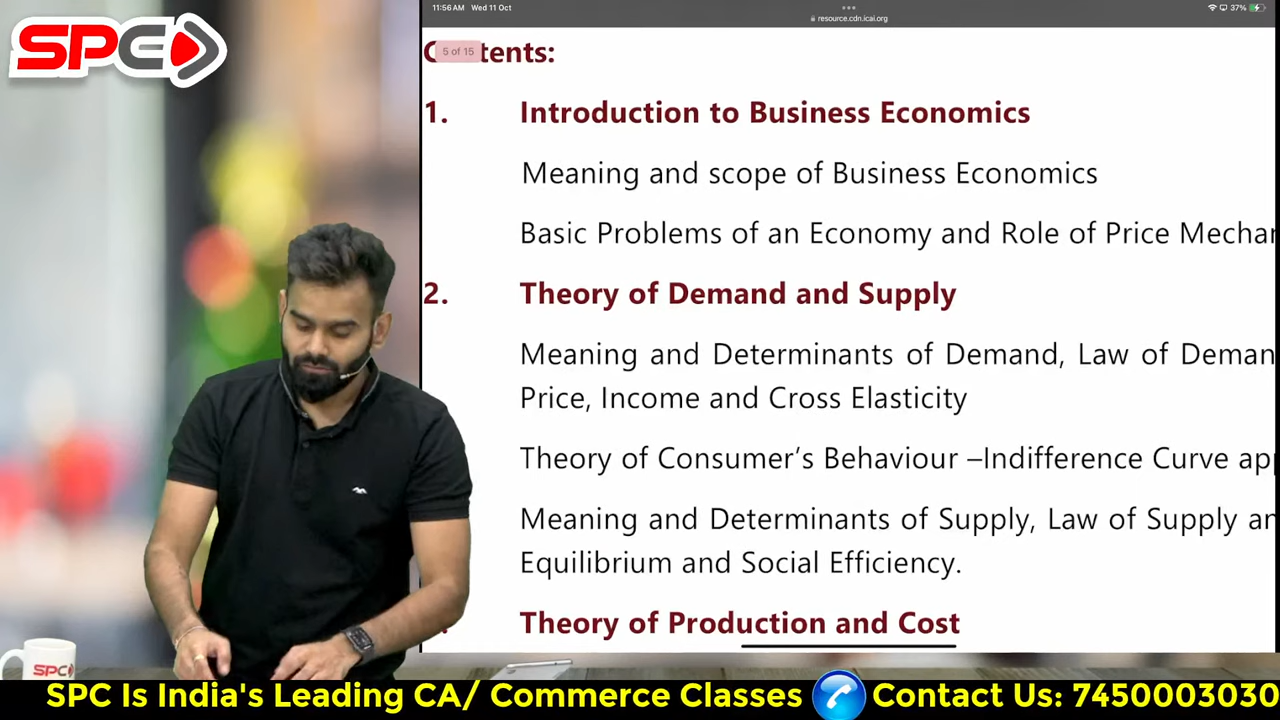 SPC
11:56 AM Wed 11 Oct
resource.cdn.icai.org
37%
5 of 15
tents:
1. Introduction to Business Economics
Meaning and scope of Business Economics
Basic Problems of an Economy and Role of Price Mechan
2. Theory of Demand and Supply
Meaning and Determinants of Demand, Law of Deman
Price, Income and Cross Elasticity
Theory of Consumer’s Behaviour –Indifference Curve app
Meaning and Determinants of Supply, Law of Supply an
Equilibrium and Social Efficiency.
Theory of Production and Cost
SPC
SPC Is India's Leading CA/ Commerce Classes Contact Us: 7450003030